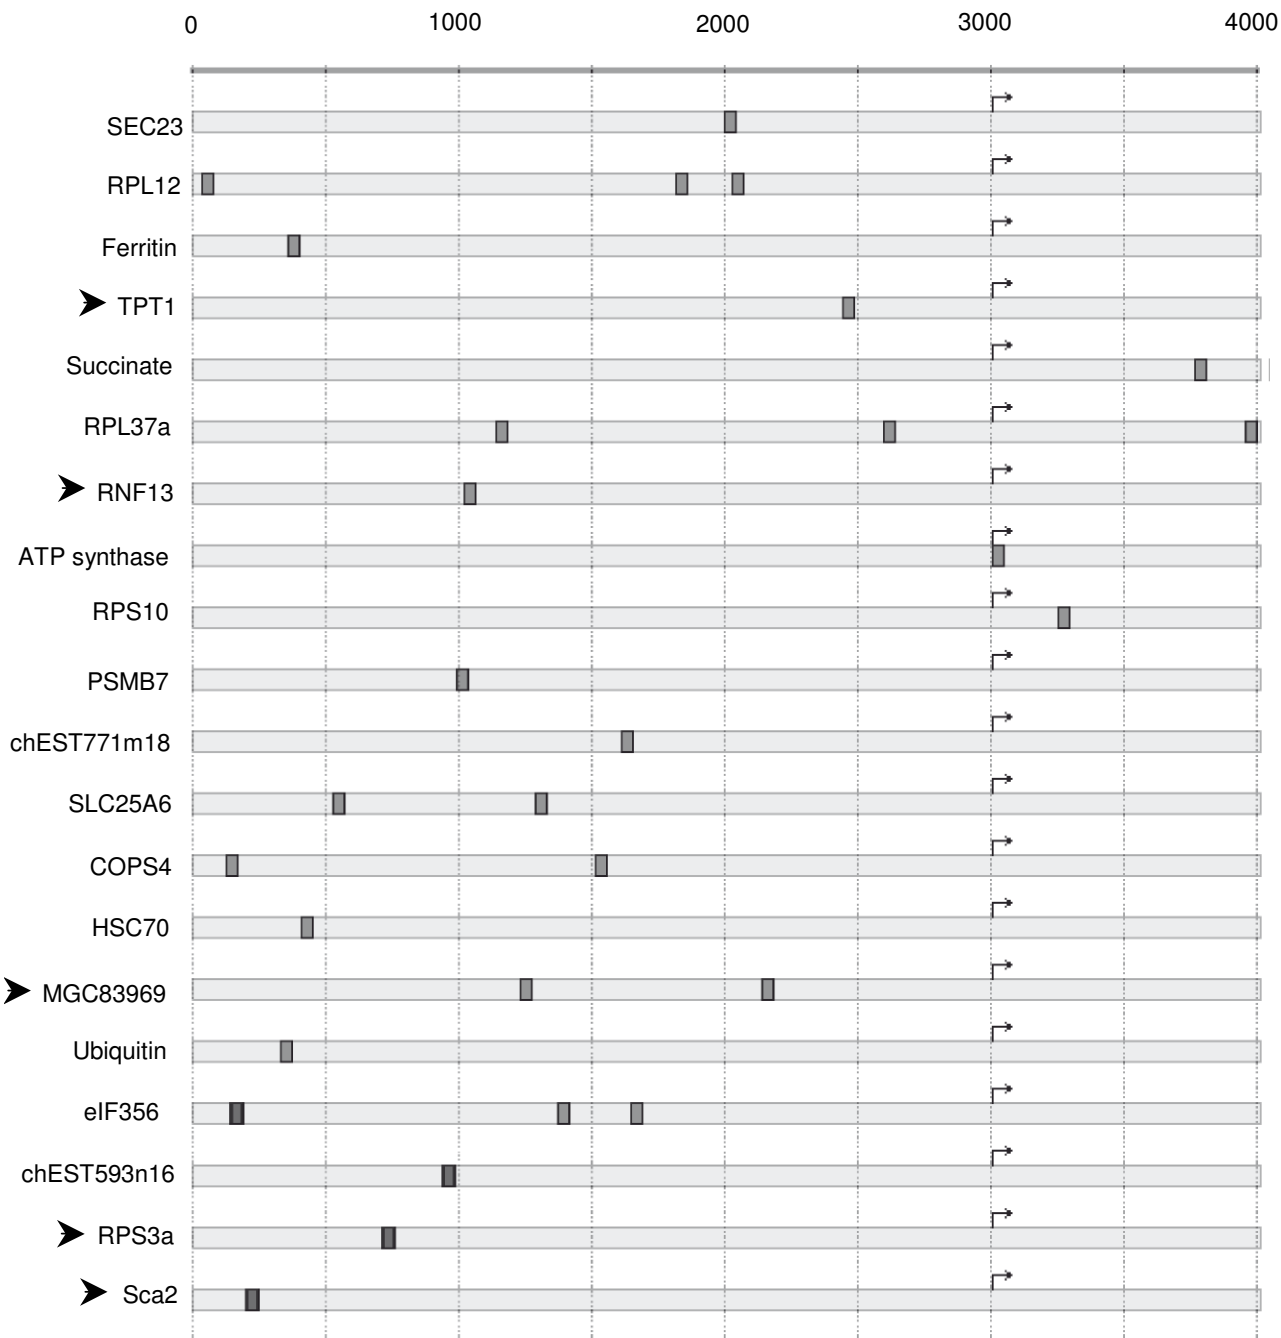 0 1000 2000 3000 4000
SEC23
RPL12
Ferritin
TPT1
Succinate
RPL37a
RNF13
ATP synthase
RPS10
PSMB7
chEST771m18
SLC25A6
COPS4
HSC70
MGC83969
Ubiquitin
eIF356
chEST593n16
RPS3a
Sca2